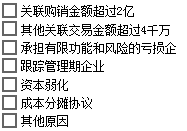 关联购销金额超过2亿
其他关联交易金额超过4千万
承担有限功能和风险的亏损企
跟踪管理期企业
资本弱化
成本分摊协议
其他原因